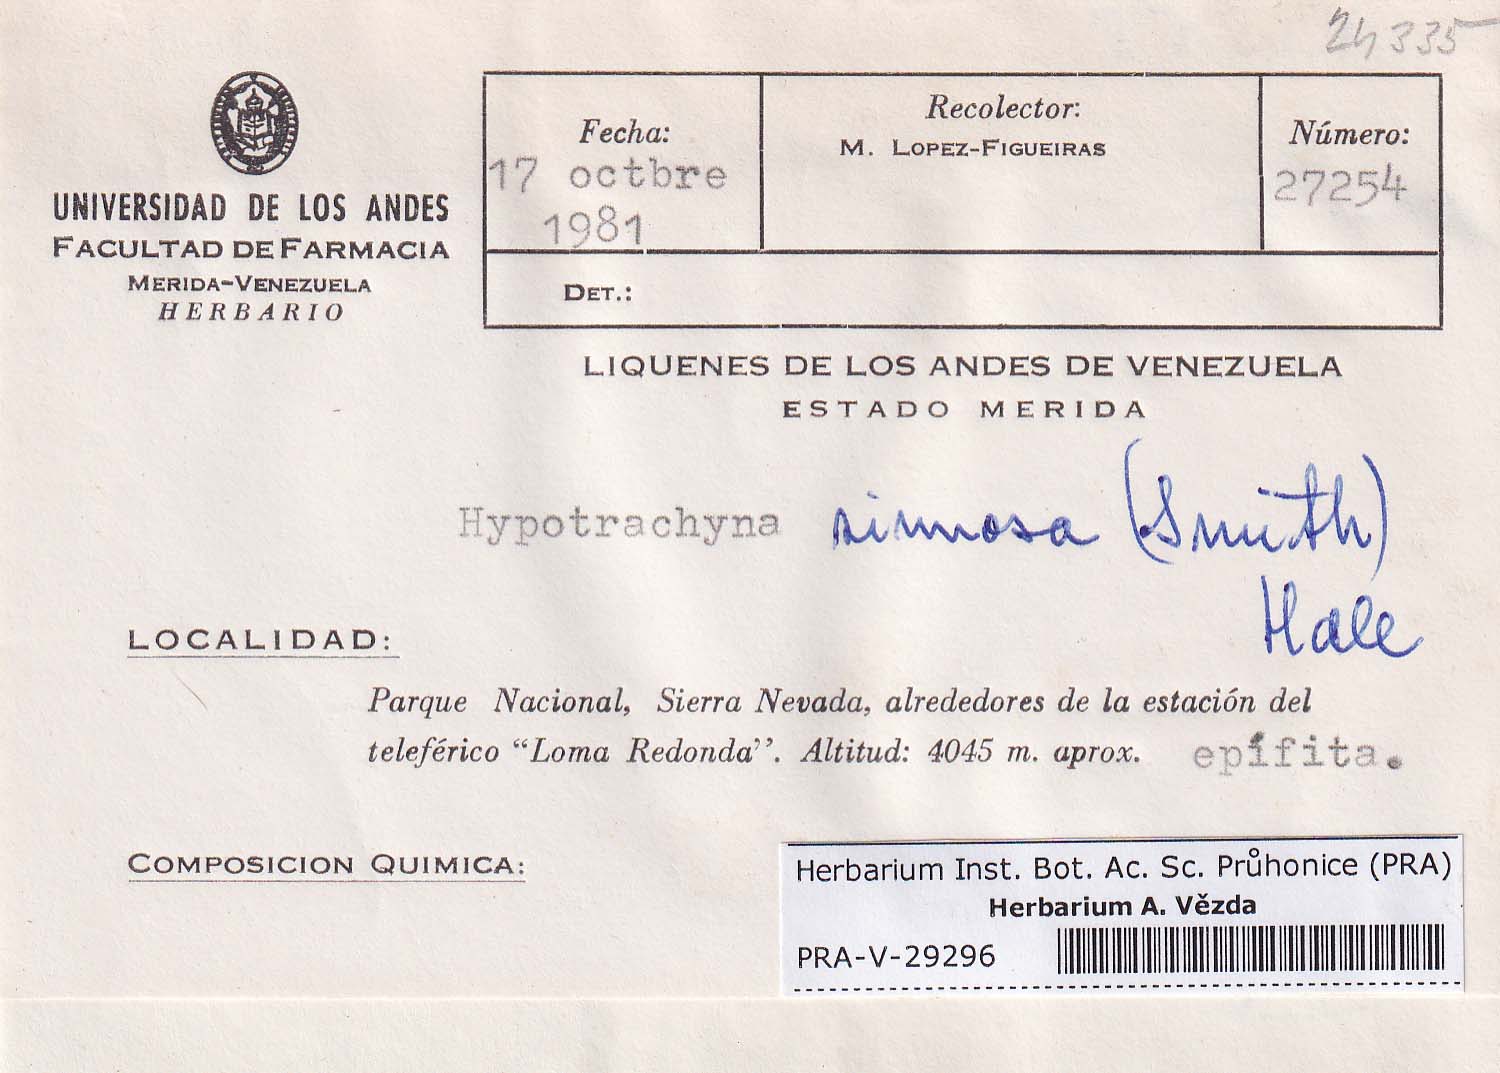 24335
UNIVERSIDAD DE LOS ANDES
FACULTAD DE FARMACIA
MERIDA-VENEZUELA
HERBARIO
Fecha:
17 octbre
1981
Recolector:
M. LOPEZ-FIGUEIRAS
Número:
27254
DET.:
LIQUENES DE LOS ANDES DE VENEZUELA
ESTADO MERIDA
Hypotrachyna sinuosa (Smith)
Hale
LOCALIDAD:
Parque Nacional, Sierra Nevada, alrededores de la estación del
teleférico “Loma Redonda”. Altitud: 4045 m. aprox. epífita.
COMPOSICION QUIMICA:
Herbarium Inst. Bot. Ac. Sc. Průhonice (PRA)
Herbarium A. Vězda
PRA-V-29296